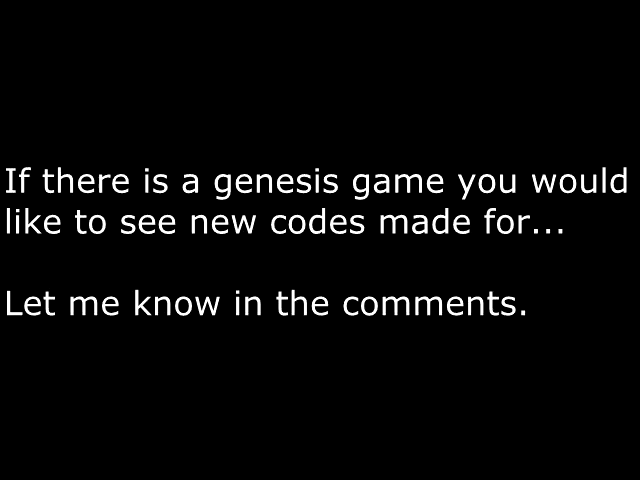 If there is a genesis game you would
like to see new codes made for...
Let me know in the comments.